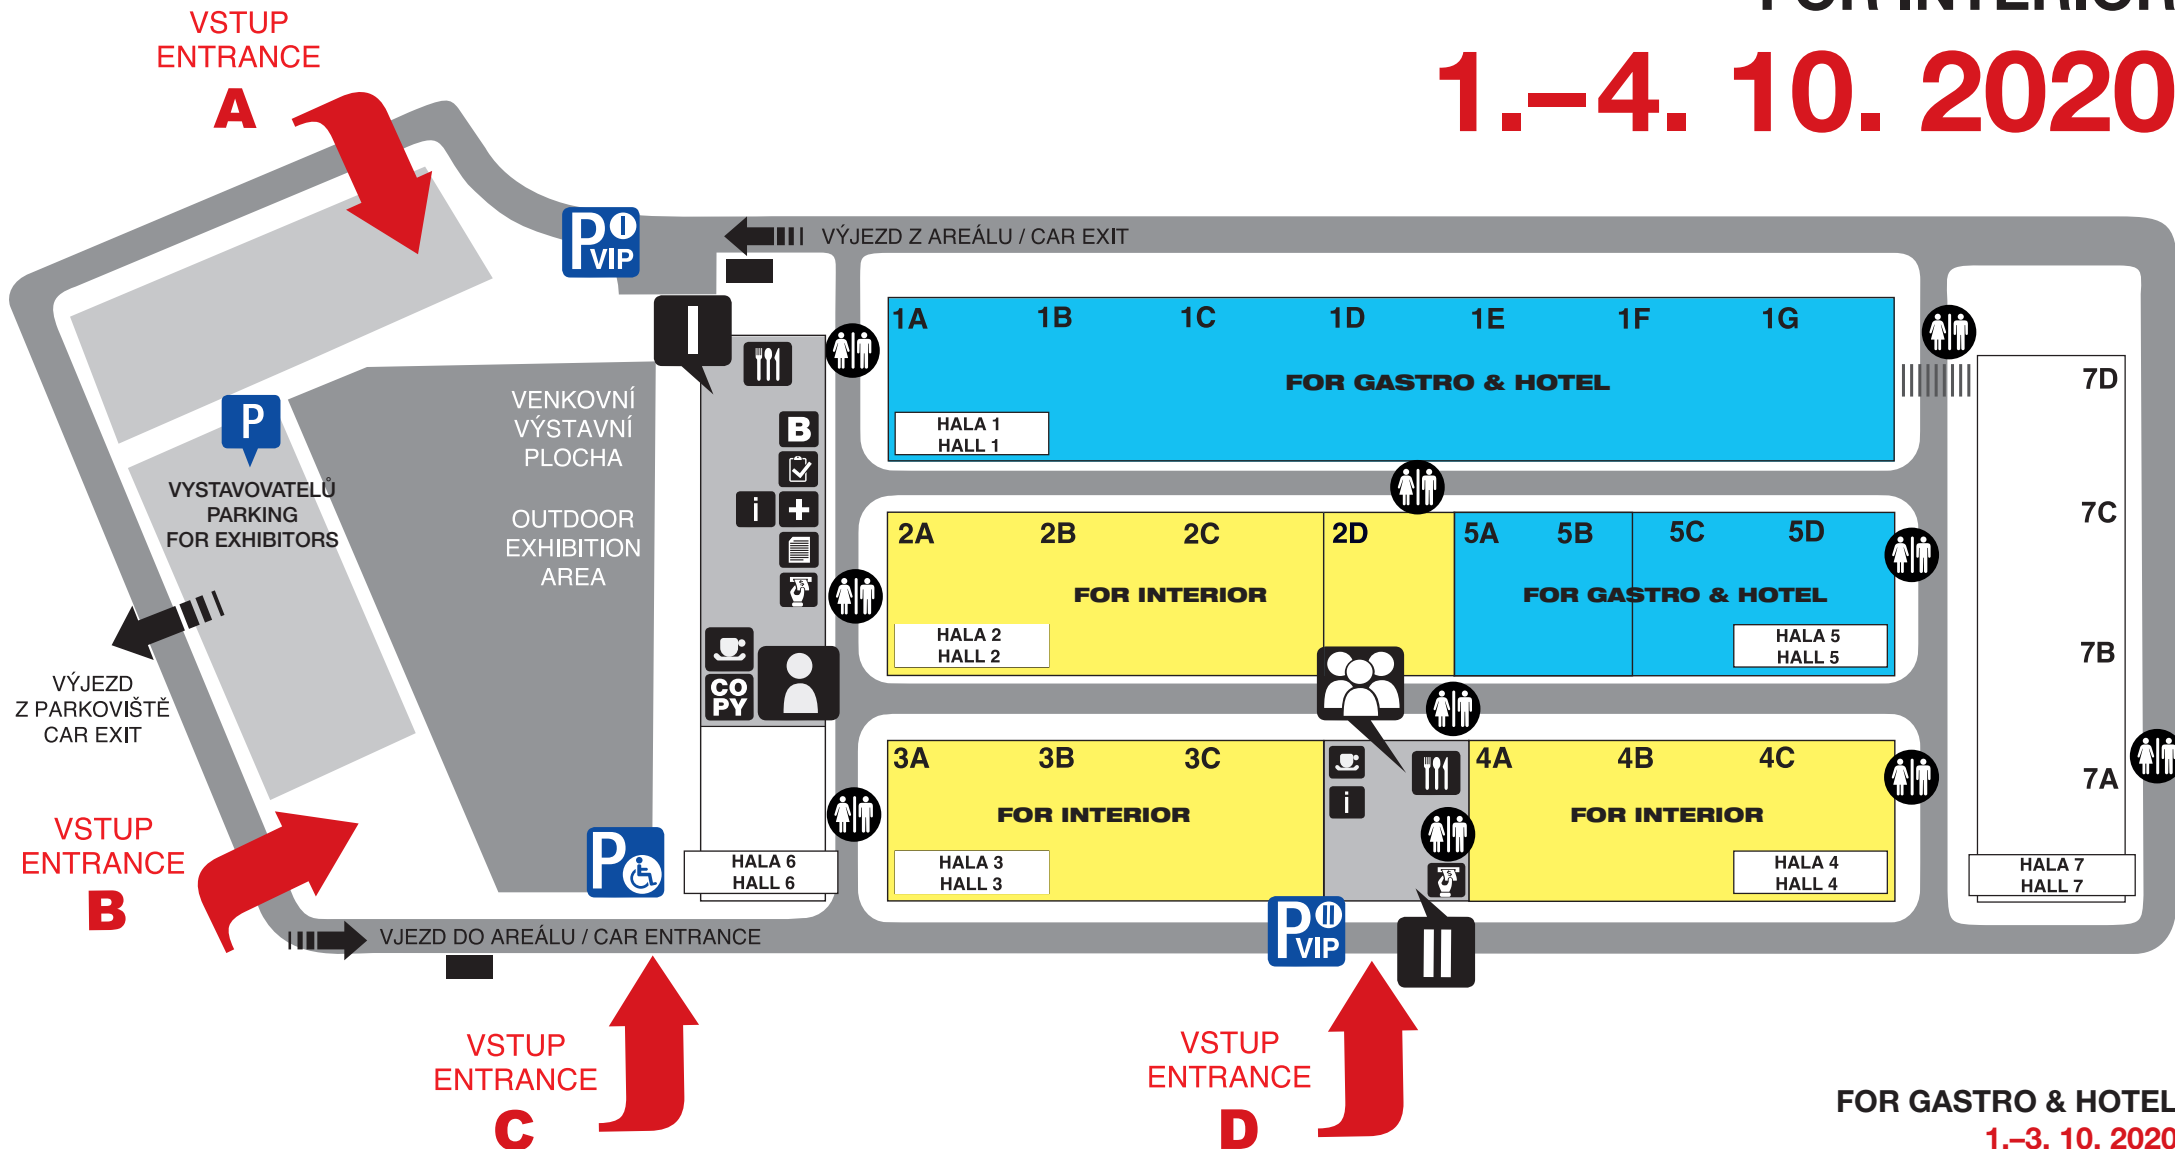 FOR INTERIOR
1.–4. 10. 2020
VSTUP
ENTRANCE
A
P I
VIP
VÝJEZD Z AREÁLU / CAR EXIT
I
1A 1B 1C 1D 1E 1F 1G
FOR GASTRO & HOTEL
HALA 1
HALL 1
7D
7C
7B
7A
HALA 7
HALL 7
VENKOVNÍ
VÝSTAVNÍ
PLOCHA
OUTDOOR
EXHIBITION
AREA
P
VYSTAVOVATELŮ
PARKING
FOR EXHIBITORS
B
i
CO
PY
2A 2B 2C 2D 5A 5B 5C 5D
FOR INTERIOR
FOR GASTRO & HOTEL
HALA 2
HALL 2
HALA 5
HALL 5
VÝJEZD
Z PARKOVIŠTĚ
CAR EXIT
3A 3B 3C 4A 4B 4C
i
FOR INTERIOR
FOR INTERIOR
HALA 3
HALL 3
HALA 4
HALL 4
HALA 6
HALL 6
P
VSTUP
ENTRANCE
B
VJEZD DO AREÁLU / CAR ENTRANCE
P II
VIP
II
VSTUP
ENTRANCE
C
VSTUP
ENTRANCE
D
FOR GASTRO & HOTEL
1.–3. 10. 2020